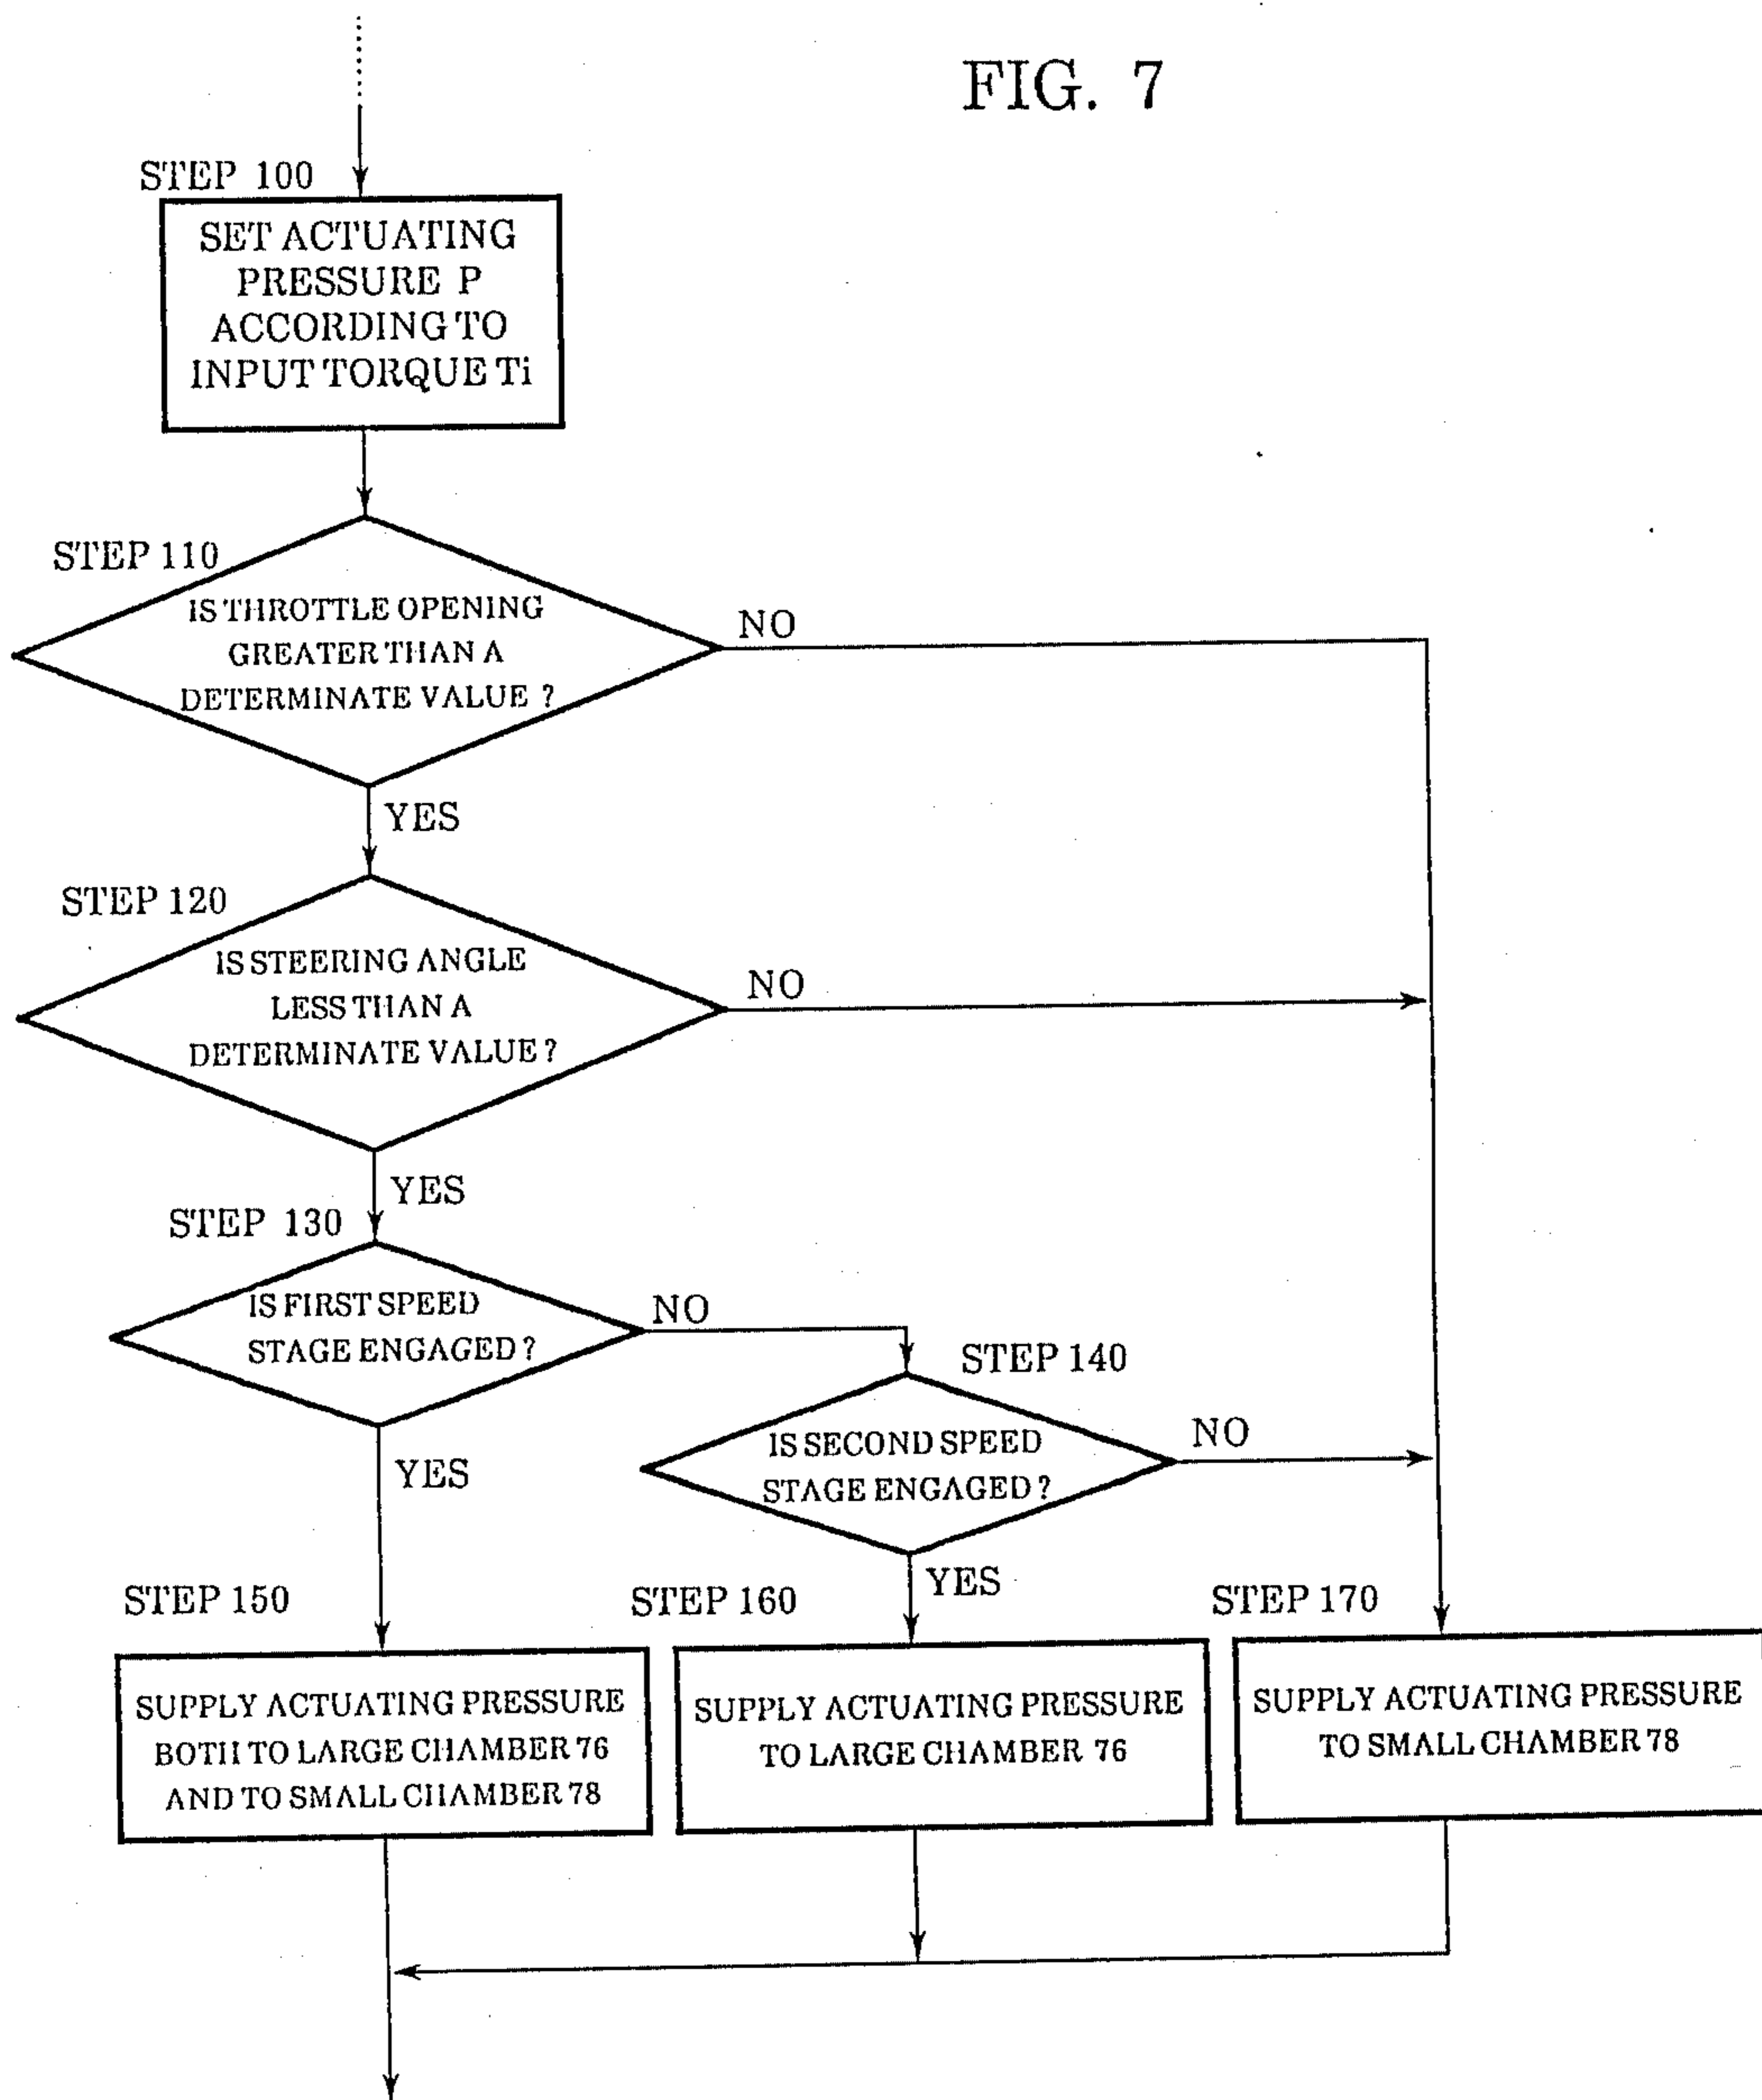 FIG. 7
STEP 100
SET ACTUATING
PRESSURE P
ACCORDING TO
INPUT TORQUE Ti
STEP 110
IS THROTTLE OPENING
GREATER THAN A
DETERMINATE VALUE ?
NO
YES
STEP 120
IS STEERING ANGLE
LESS THAN A
DETERMINATE VALUE ?
NO
YES
STEP 130
IS FIRST SPEED
STAGE ENGAGED ?
NO
YES
STEP 140
IS SECOND SPEED
STAGE ENGAGED ?
NO
YES
STEP 150
SUPPLY ACTUATING PRESSURE
BOTH TO LARGE CHAMBER 76
AND TO SMALL CHAMBER 78
STEP 160
SUPPLY ACTUATING PRESSURE
TO LARGE CHAMBER 76
STEP 170
SUPPLY ACTUATING PRESSURE
TO SMALL CHAMBER 78